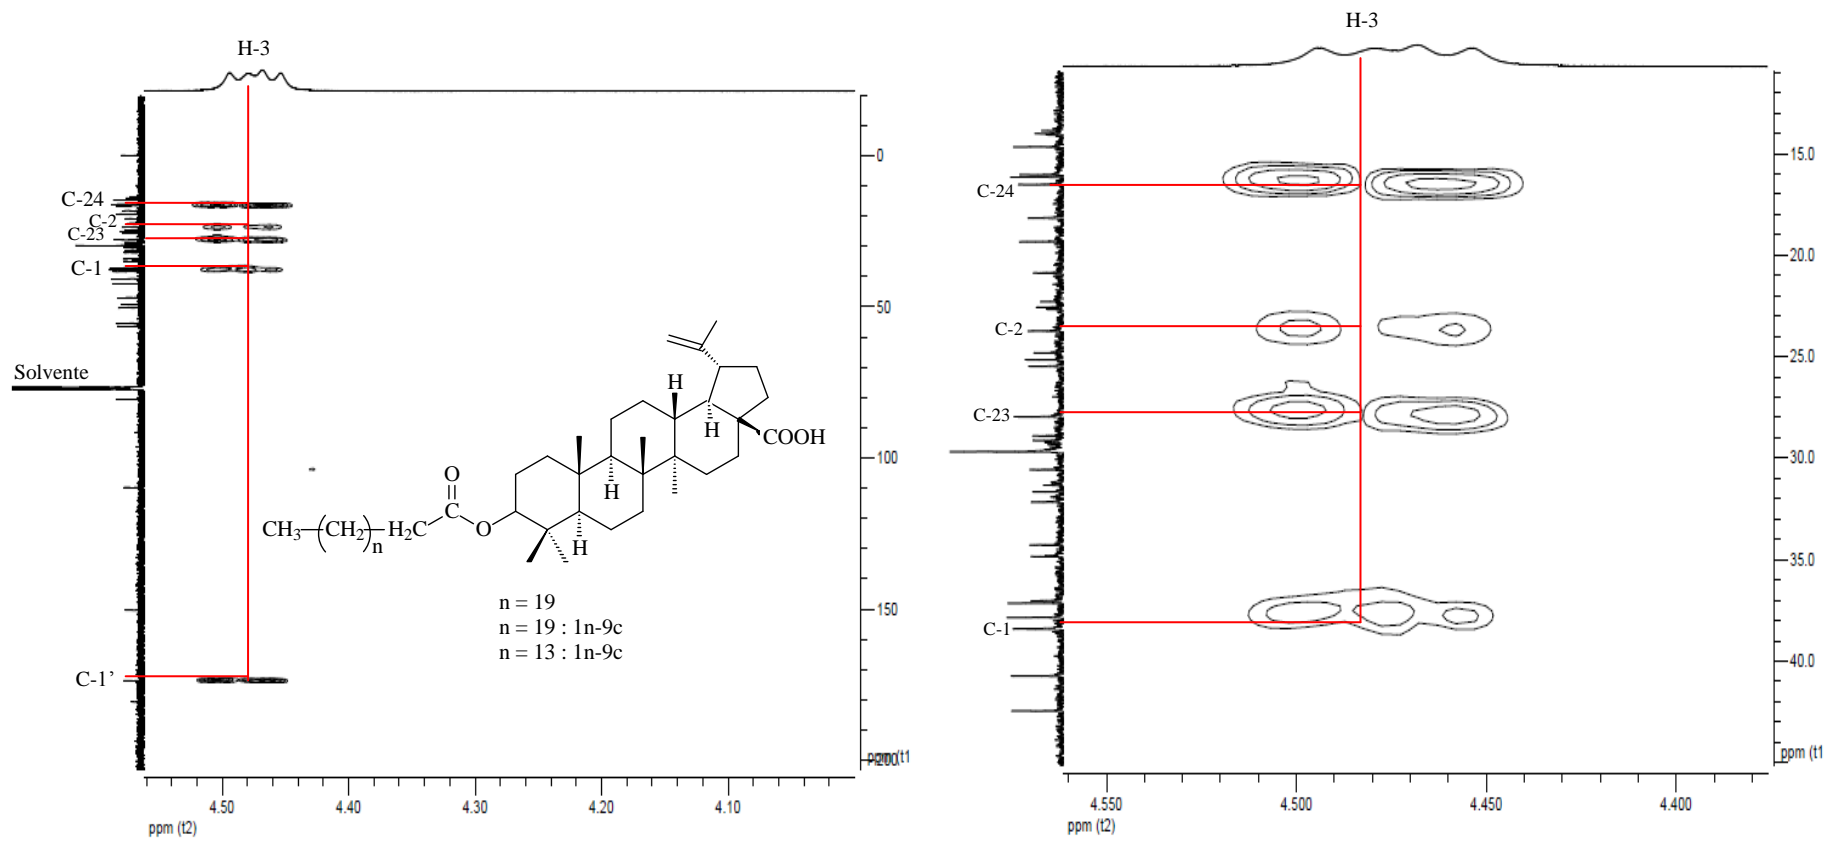 H-3
C-24
C-2
C-23
C-1
Solvente
C-1’
0
50
100
150
200
ppm (t1
4.50
4.40
4.30
4.20
4.10
ppm (t2)
H
H
COOH
H
H
O
C
O
CH3
(CH2)n
H2C
n = 19
n = 19 : 1n-9c
n = 13 : 1n-9c
H-3
C-24
C-2
C-23
C-1
15.0
20.0
25.0
30.0
35.0
40.0
ppm (t1
4.550
4.500
4.450
4.400
ppm (t2)